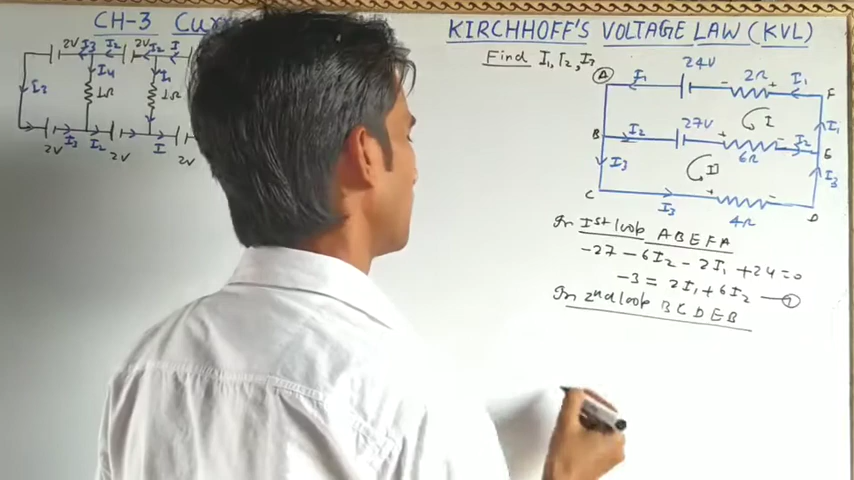 CH-3
KIRCHHOFF'S VOLTAGE LAW (KVL)
Find I₁, I₂, I₃
2V I₃ I₂ 2V I₂ I
I₄ I₁
1Ω 1Ω
I₃
2V I₃ I₂ 2V I 2V
A I₁ 24V 2Ω I₁ F
- +
I I₁
B I₂ 27V + 6Ω - I₂ E
I₃ II I₃
C I₃ + 4Ω - D
In Ist loop ABEFA
-27 - 6I₂ - 2I₁ + 24 = 0
-3 = 2I₁ + 6I₂ — ①
In 2nd loop BCDEB